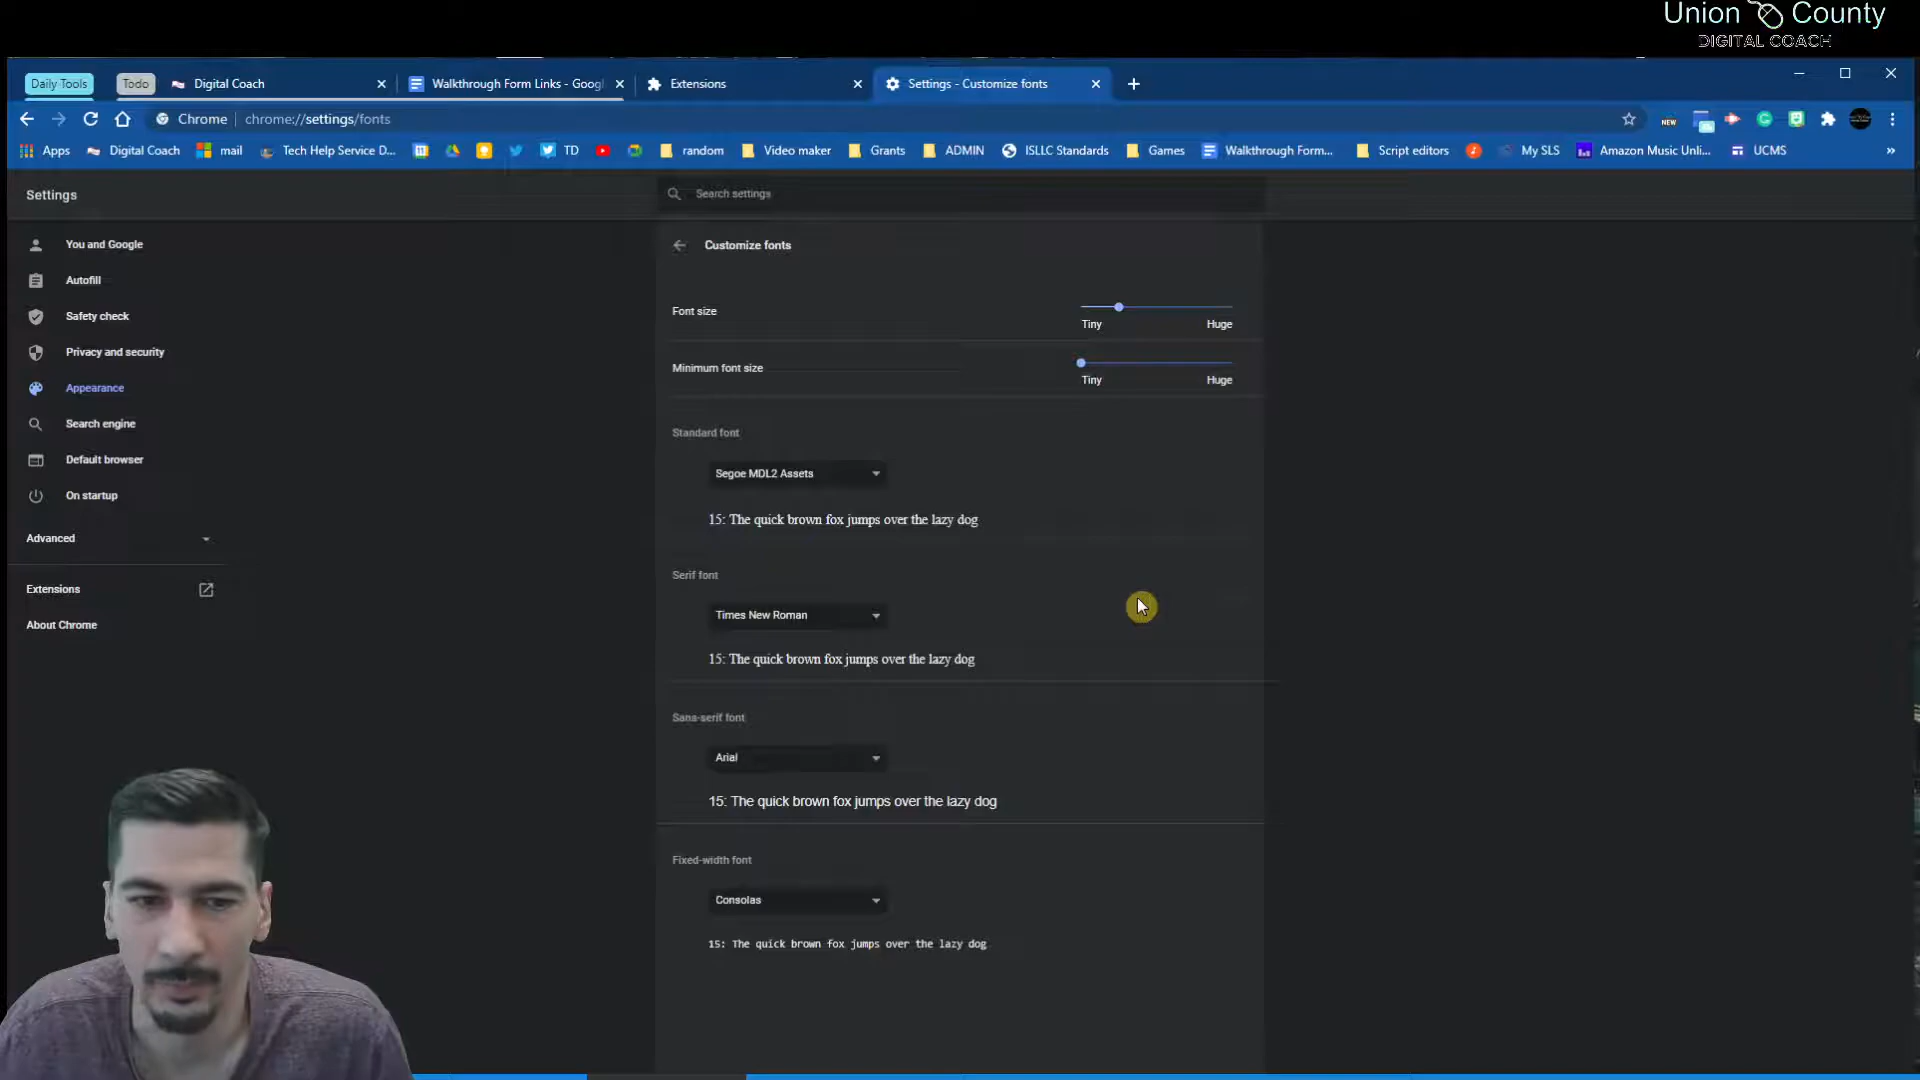 Union County
DIGITAL COACH
Daily Tools
Todo
Digital Coach
Walkthrough Form Links - Googl
Extensions
Settings - Customize fonts
Chrome
chrome://settings/fonts
NEW
Apps
Digital Coach
mail
Tech Help Service D...
TD
random
Video maker
Grants
ADMIN
ISLLC Standards
Games
Walkthrough Form...
Script editors
My SLS
Amazon Music Unli...
UCMS
»
Settings
Search settings
You and Google
Autofill
Safety check
Privacy and security
Appearance
Search engine
Default browser
On startup
Advanced
Extensions
About Chrome
Customize fonts
Font size
Tiny
Huge
Minimum font size
Tiny
Huge
Standard font
Segoe MDL2 Assets
15: The quick brown fox jumps over the lazy dog
Serif font
Times New Roman
15: The quick brown fox jumps over the lazy dog
Sans-serif font
Arial
15: The quick brown fox jumps over the lazy dog
Fixed-width font
Consolas
15: The quick brown fox jumps over the lazy dog